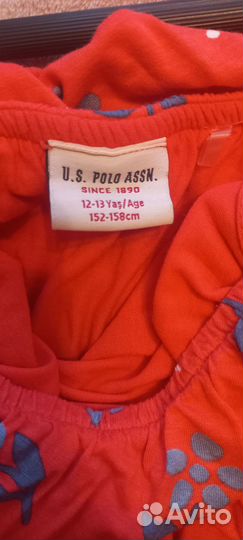 U.S. POLO ASSN.
SINCE 1890
12-13 Yaş/Age
152-158cm
Avito